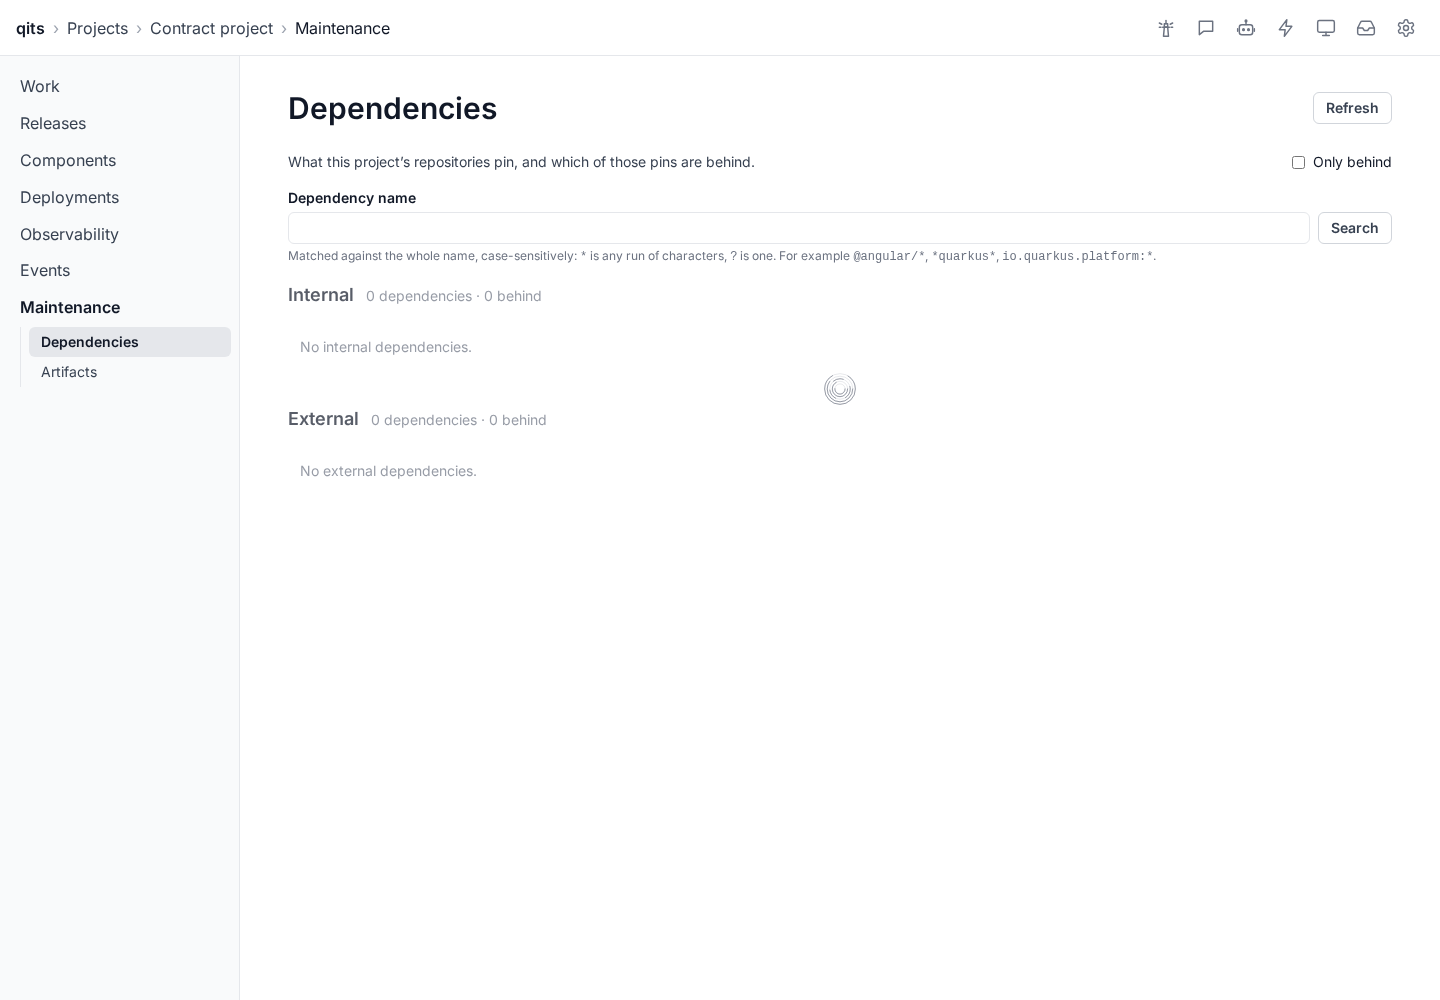 qits › Projects › Contract project › Maintenance
Work
Releases
Components
Deployments
Observability
Events
Maintenance
Dependencies
Artifacts
Dependencies
Refresh
What this project’s repositories pin, and which of those pins are behind.
Only behind
Dependency name
Search
Matched against the whole name, case-sensitively: * is any run of characters, ? is one. For example @angular/*, *quarkus*, io.quarkus.platform:*.
Internal 0 dependencies · 0 behind
No internal dependencies.
External 0 dependencies · 0 behind
No external dependencies.